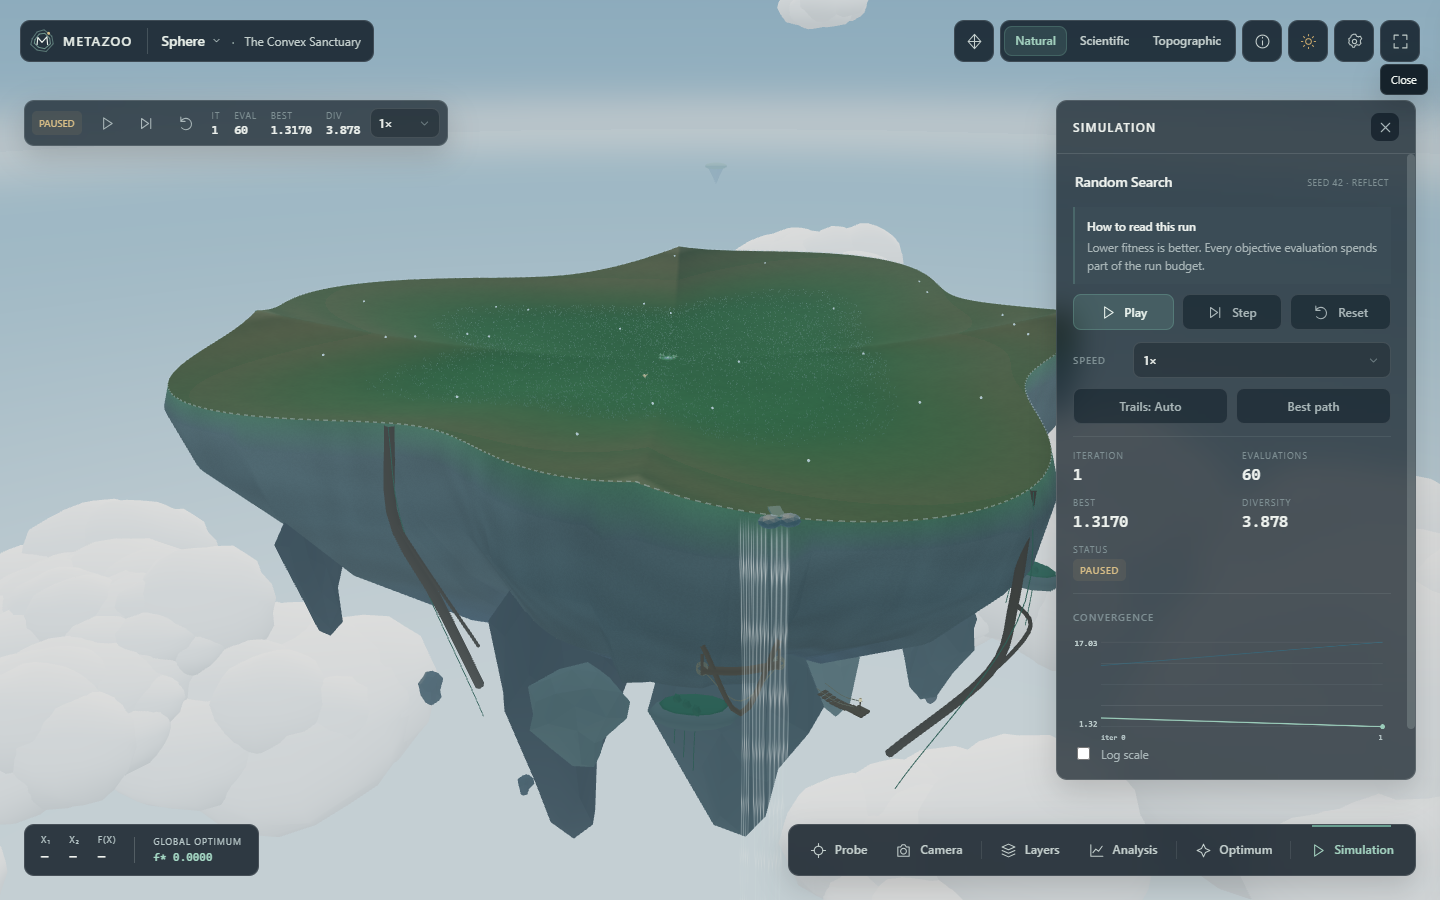 METAZOO
Sphere · The Convex Sanctuary
Natural
Scientific
Topographic
Close
PAUSED
IT
1
EVAL
60
BEST
1.3170
DIV
3.878
1×
SIMULATION
Random Search
SEED 42 · REFLECT
How to read this run
Lower fitness is better. Every objective evaluation spends
part of the run budget.
Play
Step
Reset
SPEED
1×
Trails: Auto
Best path
ITERATION
1
EVALUATIONS
60
BEST
1.3170
DIVERSITY
3.878
STATUS
PAUSED
CONVERGENCE
17.03
1.32
iter 0
1
Log scale
X₁
–
X₂
–
F(X)
–
GLOBAL OPTIMUM
f* 0.0000
Probe
Camera
Layers
Analysis
Optimum
Simulation